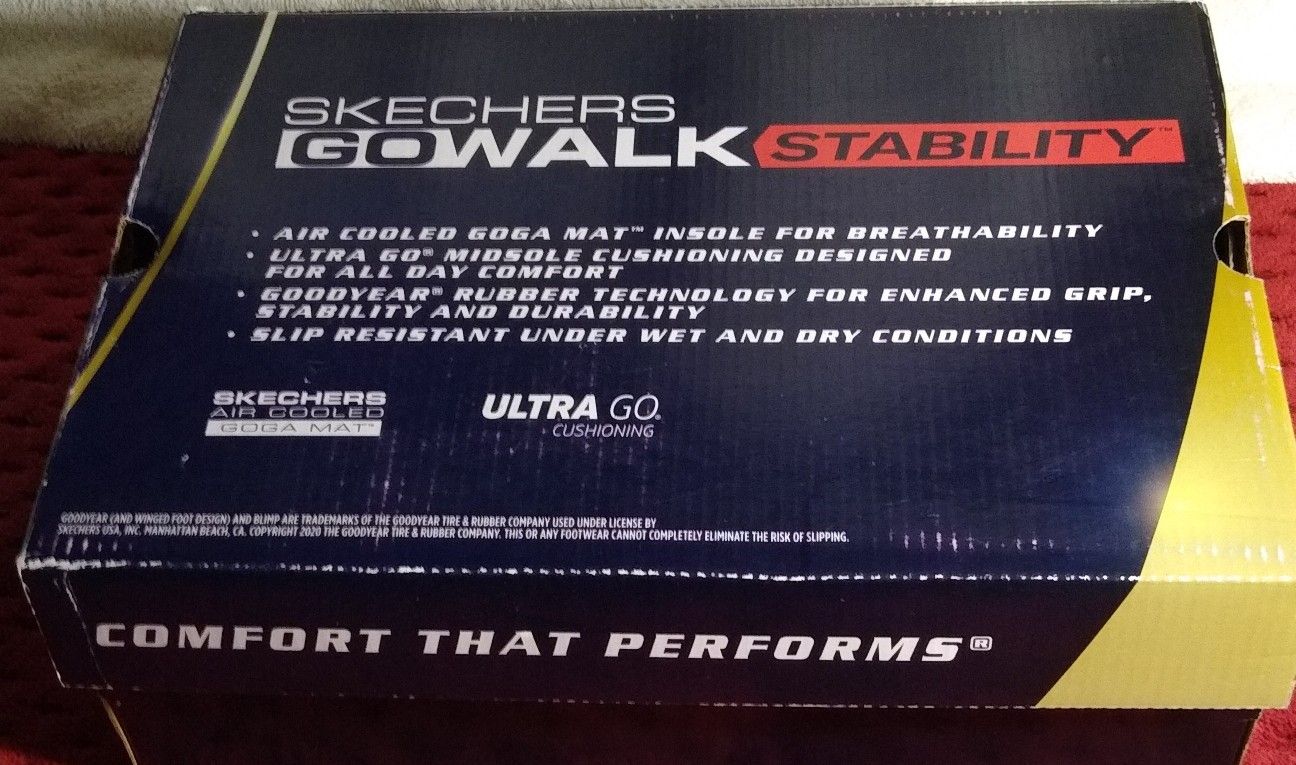 SKECHERS
GOWALK STABILITY™
• AIR COOLED GOGA MAT™ INSOLE FOR BREATHABILITY
• ULTRA GO® MIDSOLE CUSHIONING DESIGNED
FOR ALL DAY COMFORT
• GOODYEAR® RUBBER TECHNOLOGY FOR ENHANCED GRIP,
STABILITY AND DURABILITY
• SLIP RESISTANT UNDER WET AND DRY CONDITIONS
SKECHERS
AIR COOLED
GOGA MAT™
ULTRA GO®
CUSHIONING
GOODYEAR (AND WINGED FOOT DESIGN) AND BLIMP ARE TRADEMARKS OF THE GOODYEAR TIRE & RUBBER COMPANY USED UNDER LICENSE BY
SKECHERS USA, INC. MANHATTAN BEACH, CA. COPYRIGHT 2020 THE GOODYEAR TIRE & RUBBER COMPANY. THIS OR ANY FOOTWEAR CANNOT COMPLETELY ELIMINATE THE RISK OF SLIPPING.
COMFORT THAT PERFORMS®